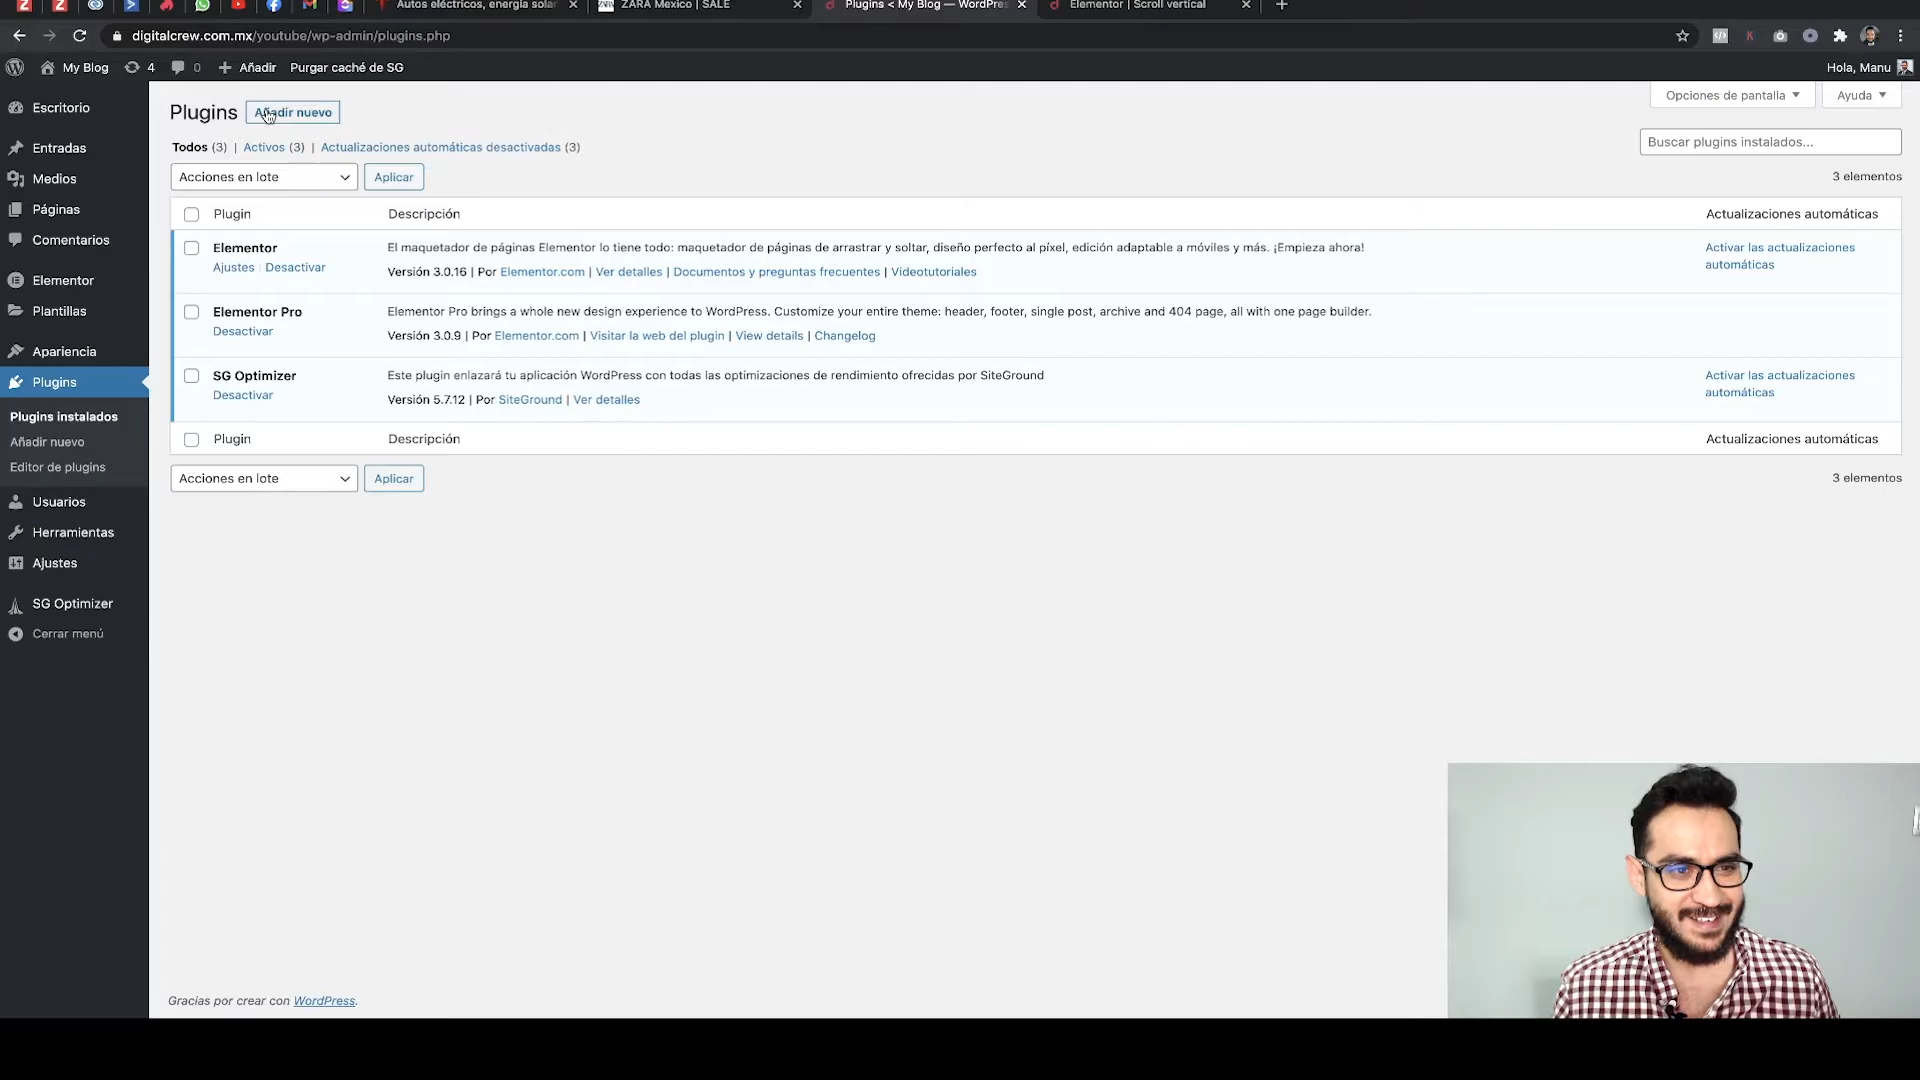 Autos eléctricos, energía solar
ZARA Mexico | SALE
Plugins < My Blog — WordPres
Elementor | Scroll vertical
digitalcrew.com.mx/youtube/wp-admin/plugins.php
My Blog 4 0 Añadir Purgar caché de SG
Hola, Manu
Escritorio
Entradas
Medios
Páginas
Comentarios
Elementor
Plantillas
Apariencia
Plugins
Plugins instalados
Añadir nuevo
Editor de plugins
Usuarios
Herramientas
Ajustes
SG Optimizer
Cerrar menú
Opciones de pantalla
Ayuda
Plugins Añadir nuevo
Todos (3) | Activos (3) | Actualizaciones automáticas desactivadas (3)
Buscar plugins instalados...
Acciones en lote Aplicar
3 elementos
Plugin Descripción Actualizaciones automáticas
Elementor
Ajustes | Desactivar
El maquetador de páginas Elementor lo tiene todo: maquetador de páginas de arrastrar y soltar, diseño perfecto al píxel, edición adaptable a móviles y más. ¡Empieza ahora!
Versión 3.0.16 | Por Elementor.com | Ver detalles | Documentos y preguntas frecuentes | Videotutoriales
Activar las actualizaciones
automáticas
Elementor Pro
Desactivar
Elementor Pro brings a whole new design experience to WordPress. Customize your entire theme: header, footer, single post, archive and 404 page, all with one page builder.
Versión 3.0.9 | Por Elementor.com | Visitar la web del plugin | View details | Changelog
SG Optimizer
Desactivar
Este plugin enlazará tu aplicación WordPress con todas las optimizaciones de rendimiento ofrecidas por SiteGround
Versión 5.7.12 | Por SiteGround | Ver detalles
Activar las actualizaciones
automáticas
Plugin Descripción Actualizaciones automáticas
Acciones en lote Aplicar
3 elementos
Gracias por crear con WordPress.